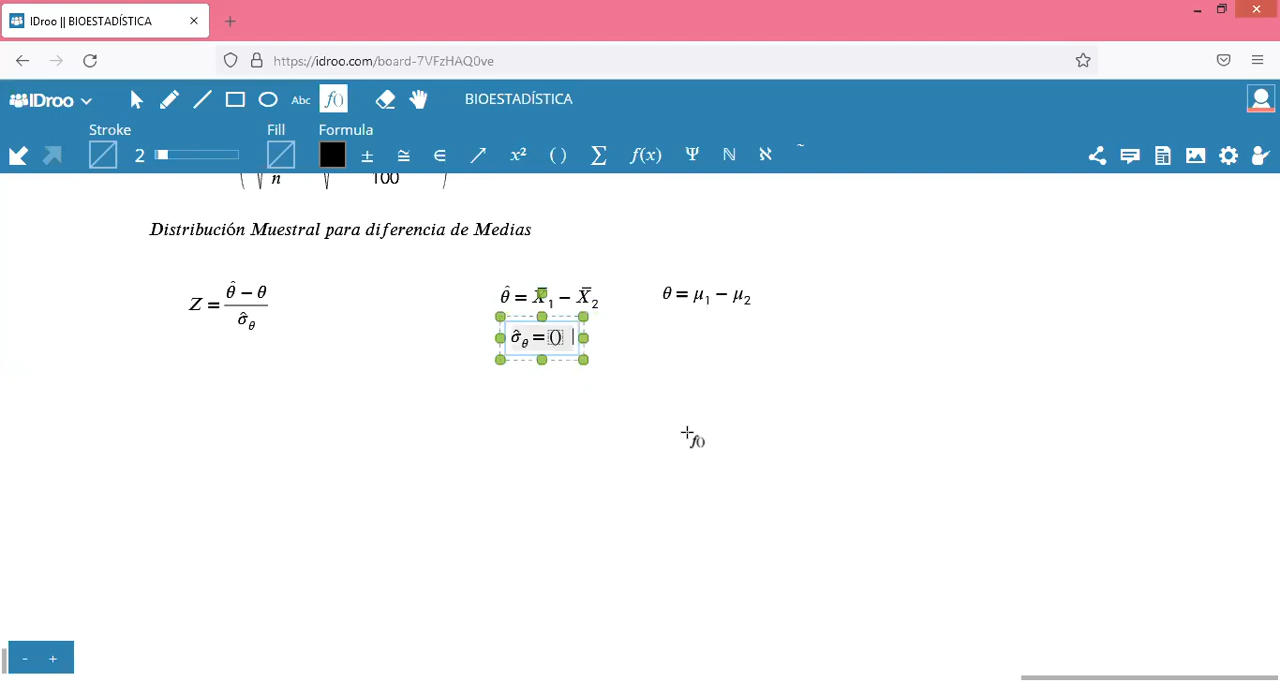 IDroo || BIOESTADÍSTICA
https://idroo.com/board-7VFzHAQ0ve
IDroo
Abc
f()
BIOESTADÍSTICA
Stroke
Fill
Formula
2
± ≅ ∈ x² ( ) ∑ f(x) Ψ ℕ ℵ ~
n 100
Distribución Muestral para diferencia de Medias
Z = (θ̂ − θ) / σ̂_θ
θ̂ = X̄₁ − X̄₂
θ = μ₁ − μ₂
σ̂_θ = ()
f()
- +